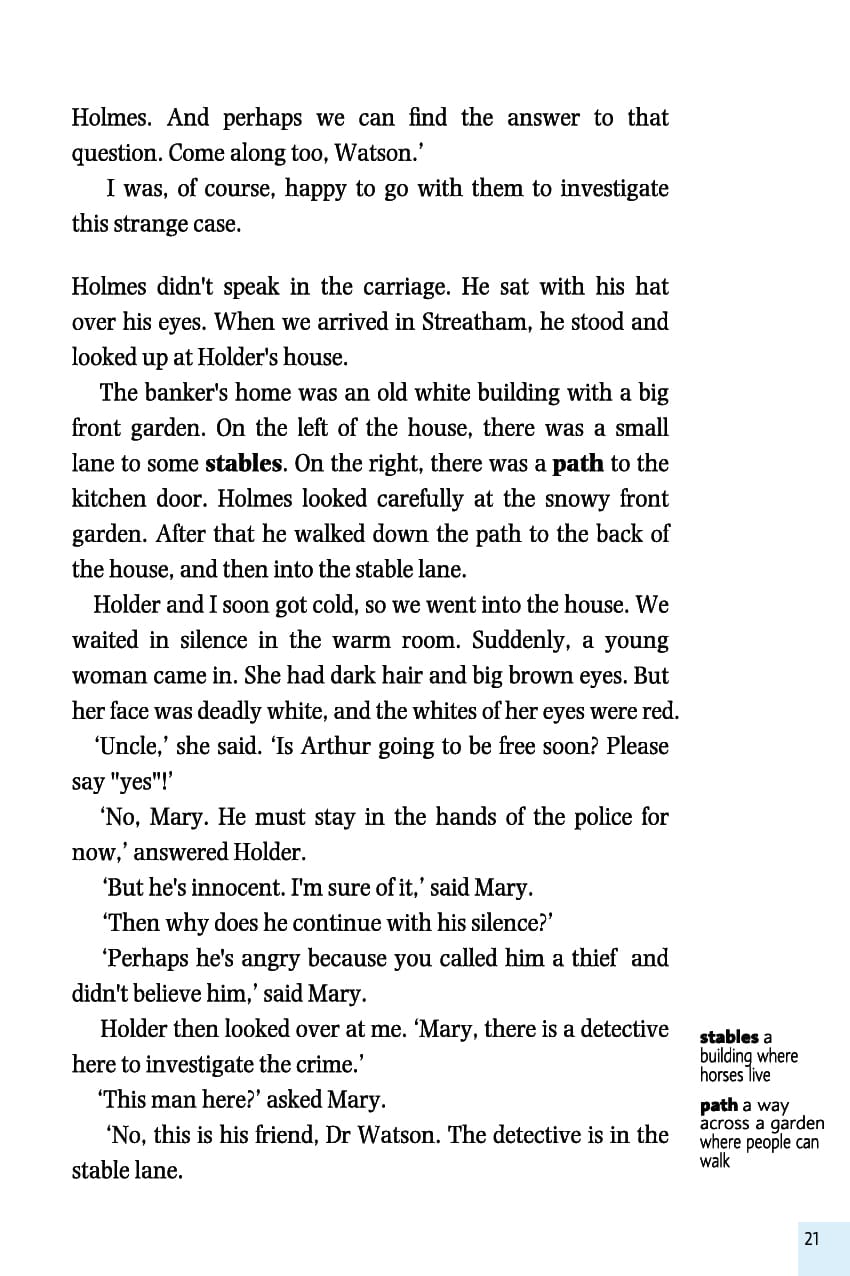 Holmes. And perhaps we can find the answer to that
question. Come along too, Watson.’
I was, of course, happy to go with them to investigate
this strange case.
Holmes didn't speak in the carriage. He sat with his hat
over his eyes. When we arrived in Streatham, he stood and
looked up at Holder's house.
The banker's home was an old white building with a big
front garden. On the left of the house, there was a small
lane to some stables. On the right, there was a path to the
kitchen door. Holmes looked carefully at the snowy front
garden. After that he walked down the path to the back of
the house, and then into the stable lane.
Holder and I soon got cold, so we went into the house. We
waited in silence in the warm room. Suddenly, a young
woman came in. She had dark hair and big brown eyes. But
her face was deadly white, and the whites of her eyes were red.
‘Uncle,’ she said. ‘Is Arthur going to be free soon? Please
say "yes"!’
‘No, Mary. He must stay in the hands of the police for
now,’ answered Holder.
‘But he's innocent. I'm sure of it,’ said Mary.
‘Then why does he continue with his silence?’
‘Perhaps he's angry because you called him a thief and
didn't believe him,’ said Mary.
Holder then looked over at me. ‘Mary, there is a detective
here to investigate the crime.’
‘This man here?’ asked Mary.
‘No, this is his friend, Dr Watson. The detective is in the
stable lane.
stables a
building where
horses live
path a way
across a garden
where people can
walk
21